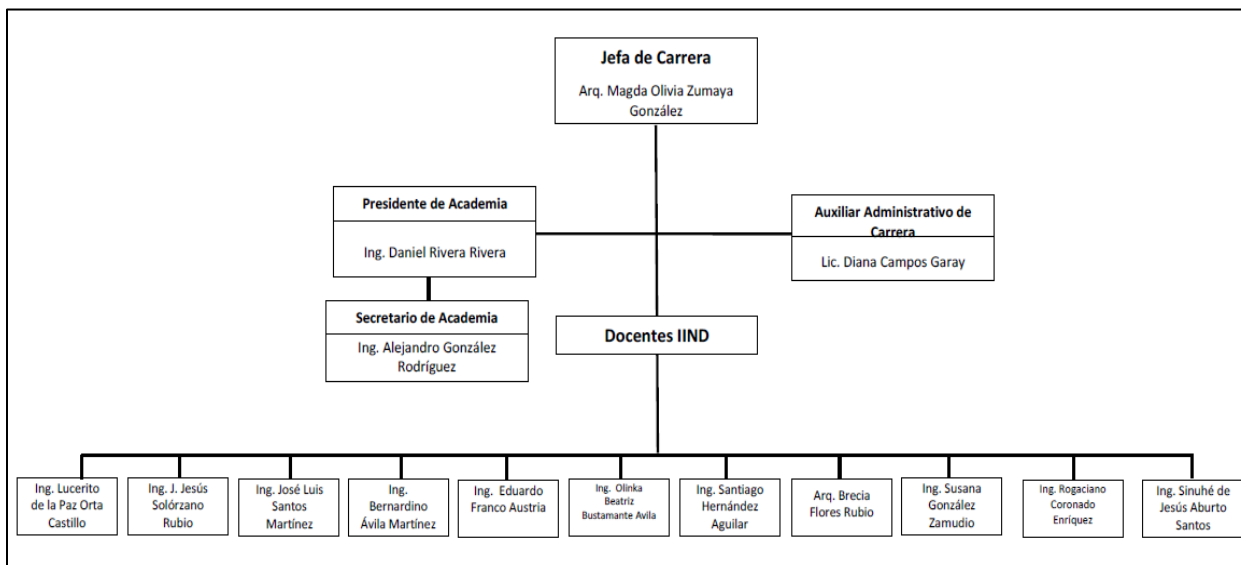 Jefa de Carrera
Arq. Magda Olivia Zumaya
González
Presidente de Academia
Ing. Daniel Rivera Rivera
Auxiliar Administrativo de
Carrera
Lic. Diana Campos Garay
Secretario de Academia
Ing. Alejandro González
Rodríguez
Docentes IIND
Ing. Lucerito
de la Paz Orta
Castillo
Ing. J. Jesús
Solórzano
Rubio
Ing. José Luis
Santos
Martínez
Ing.
Bernardino
Ávila Martínez
Ing. Eduardo
Franco Austria
Ing. Olinka
Beatriz
Bustamante Avila
Ing. Santiago
Hernández
Aguilar
Arq. Brecia
Flores Rubio
Ing. Susana
González
Zamudio
Ing. Rogaciano
Coronado
Enríquez
Ing. Sinuhé de
Jesús Aburto
Santos